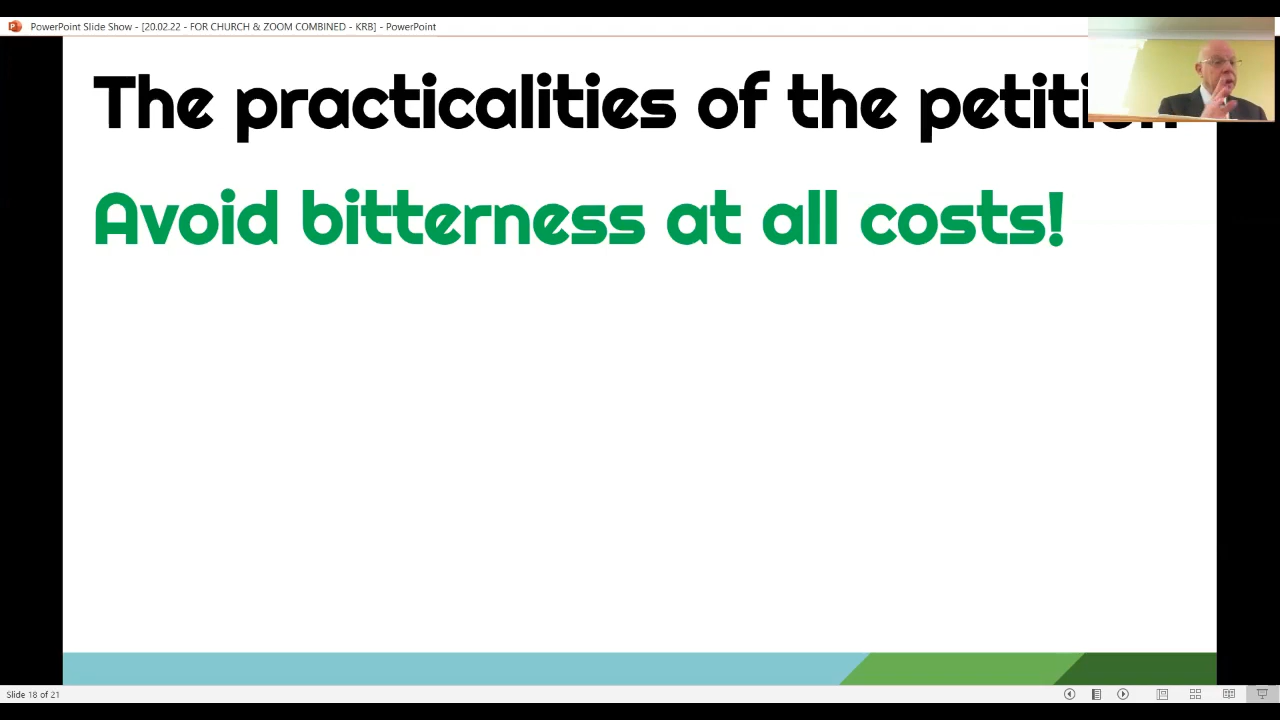 PowerPoint Slide Show - [20.02.22 - FOR CHURCH & ZOOM COMBINED - KRB] - PowerPoint
The practicalities of the
Avoid bitterness at all costs!
Slide 18 of 21